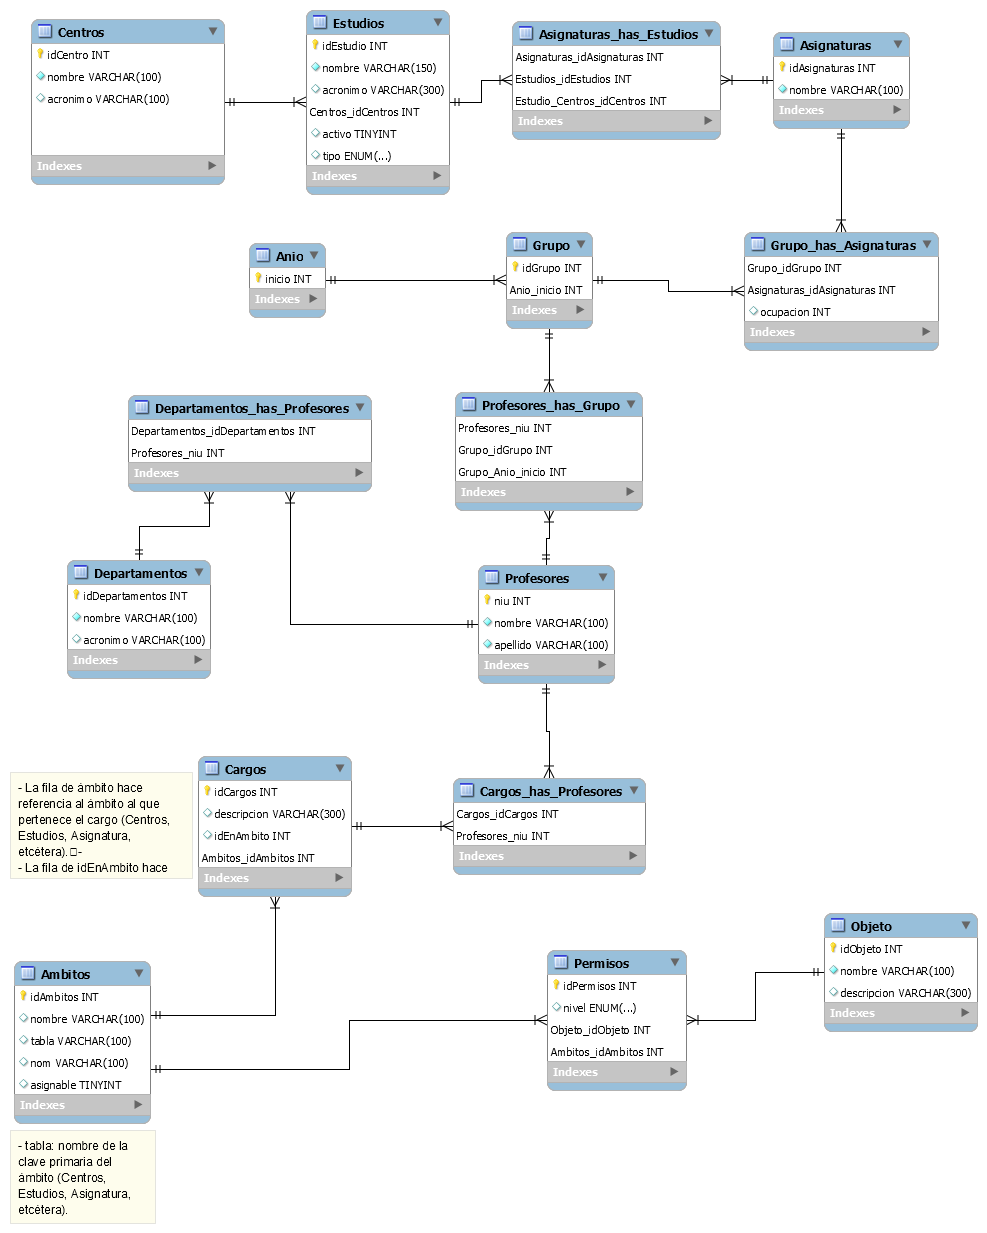 Centros
idCentro INT
nombre VARCHAR(100)
acronimo VARCHAR(100)
Indexes
Estudios
idEstudio INT
nombre VARCHAR(150)
acronimo VARCHAR(300)
Centros_idCentros INT
activo TINYINT
tipo ENUM(...)
Indexes
Asignaturas_has_Estudios
Asignaturas_idAsignaturas INT
Estudios_idEstudios INT
Estudio_Centros_idCentros INT
Indexes
Asignaturas
idAsignaturas INT
nombre VARCHAR(100)
Indexes
Anio
inicio INT
Indexes
Grupo
idGrupo INT
Anio_inicio INT
Indexes
Grupo_has_Asignaturas
Grupo_idGrupo INT
Asignaturas_idAsignaturas INT
ocupacion INT
Indexes
Departamentos_has_Profesores
Departamentos_idDepartamentos INT
Profesores_niu INT
Indexes
Profesores_has_Grupo
Profesores_niu INT
Grupo_idGrupo INT
Grupo_Anio_inicio INT
Indexes
Departamentos
idDepartamentos INT
nombre VARCHAR(100)
acronimo VARCHAR(100)
Indexes
Profesores
niu INT
nombre VARCHAR(100)
apellido VARCHAR(100)
Indexes
- La fila de ámbito hace
referencia al ámbito al que
pertenece el cargo (Centros,
Estudios, Asignatura,
etcétera). □-
- La fila de idEnAmbito hace
Cargos
idCargos INT
descripcion VARCHAR(300)
idEnAmbito INT
Ambitos_idAmbitos INT
Indexes
Cargos_has_Profesores
Cargos_idCargos INT
Profesores_niu INT
Indexes
Ambitos
idAmbitos INT
nombre VARCHAR(100)
tabla VARCHAR(100)
nom VARCHAR(100)
asignable TINYINT
Indexes
Permisos
idPermisos INT
nivel ENUM(...)
Objeto_idObjeto INT
Ambitos_idAmbitos INT
Indexes
Objeto
idObjeto INT
nombre VARCHAR(100)
descripcion VARCHAR(300)
Indexes
- tabla: nombre de la
clave primaria del
ámbito (Centros,
Estudios, Asignatura,
etcétera).